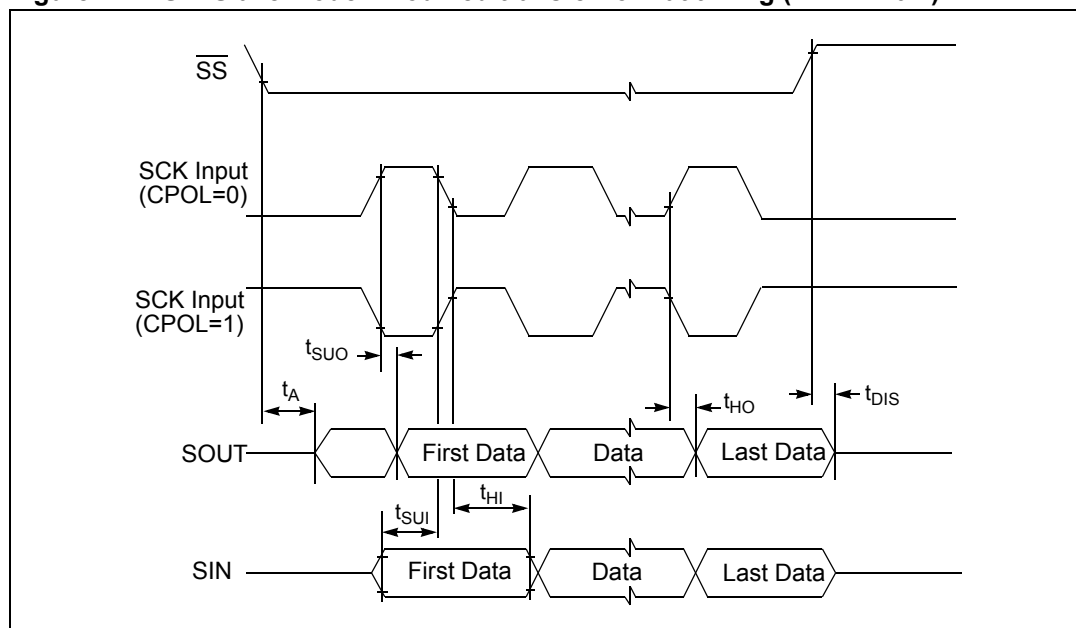 SS
SCK Input
(CPOL=0)
SCK Input
(CPOL=1)
tSUO
tA
tHO
tDIS
SOUT
First Data
Data
Last Data
tSUI
tHI
SIN
First Data
Data
Last Data